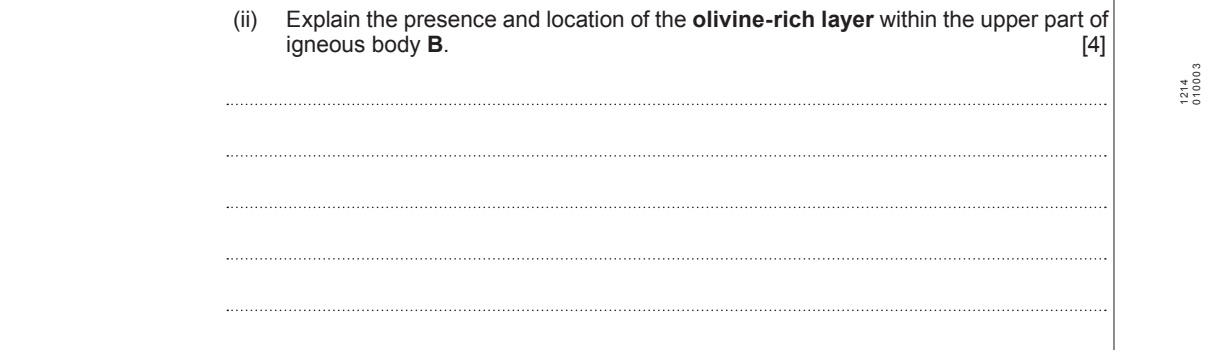 (ii) Explain the presence and location of the olivine-rich layer within the upper part of
igneous body B. [4]
1214
010003